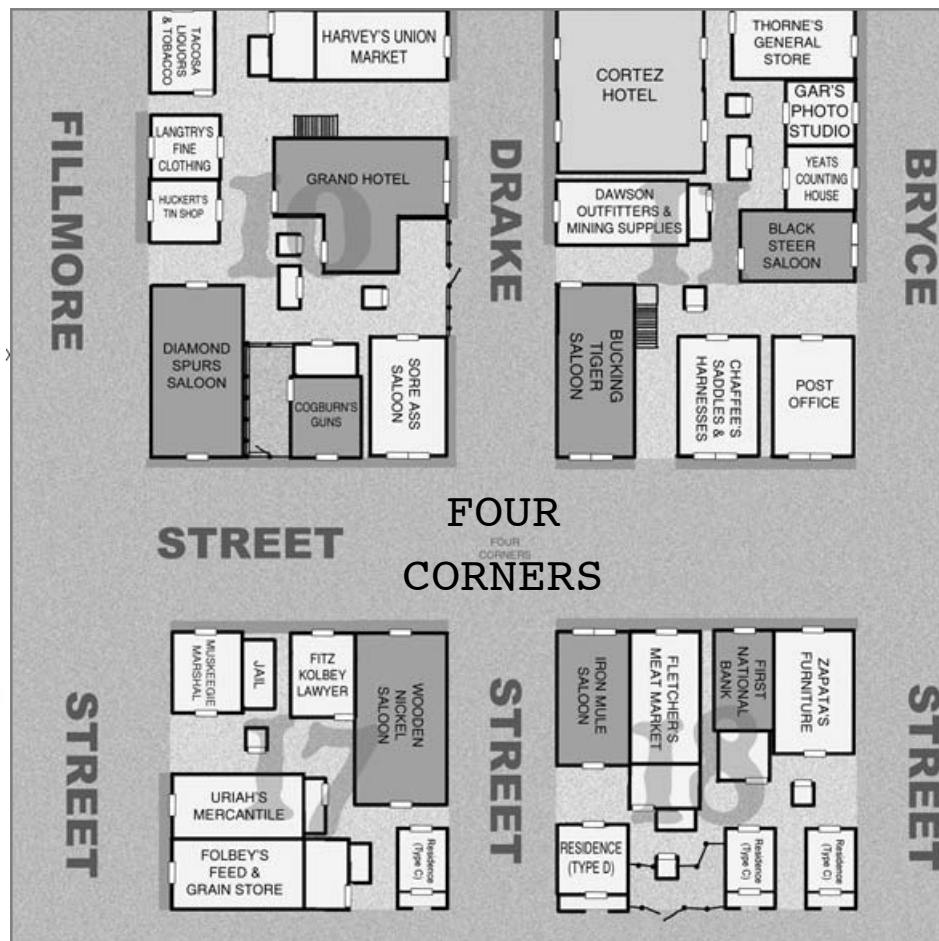 TACOSA
LIQUORS
& TOBACCO
HARVEY'S UNION
MARKET
LANGTRY'S
FINE
CLOTHING
HUCKERT'S
TIN SHOP
GRAND HOTEL
10
DIAMOND
SPURS
SALOON
COGBURN'S
GUNS
SORE ASS
SALOON
FILLMORE
DRAKE
BRYCE
CORTEZ
HOTEL
THORNE'S
GENERAL
STORE
GAR'S
PHOTO
STUDIO
YEATS
COUNTING
HOUSE
DAWSON
OUTFITTERS &
MINING SUPPLIES
11
BLACK
STEER
SALOON
BUCKING
TIGER
SALOON
CHAFFEE'S
SADDLES &
HARNESSES
POST
OFFICE
STREET
FOUR
CORNERS
FOUR
CORNERS
MUSKEEGIE
MARSHAL
JAIL
FITZ
KOLBEY
LAWYER
WOODEN
NICKEL
SALOON
17
URIAH'S
MERCANTILE
FOLBEY'S
FEED &
GRAIN STORE
Residence
(Type C)
STREET
STREET
STREET
IRON MULE
SALOON
FLETCHER'S
MEAT MARKET
FIRST
NATIONAL
BANK
ZAPATA'S
FURNITURE
18
RESIDENCE
(TYPE D)
Residence
(Type C)
Residence
(Type C)